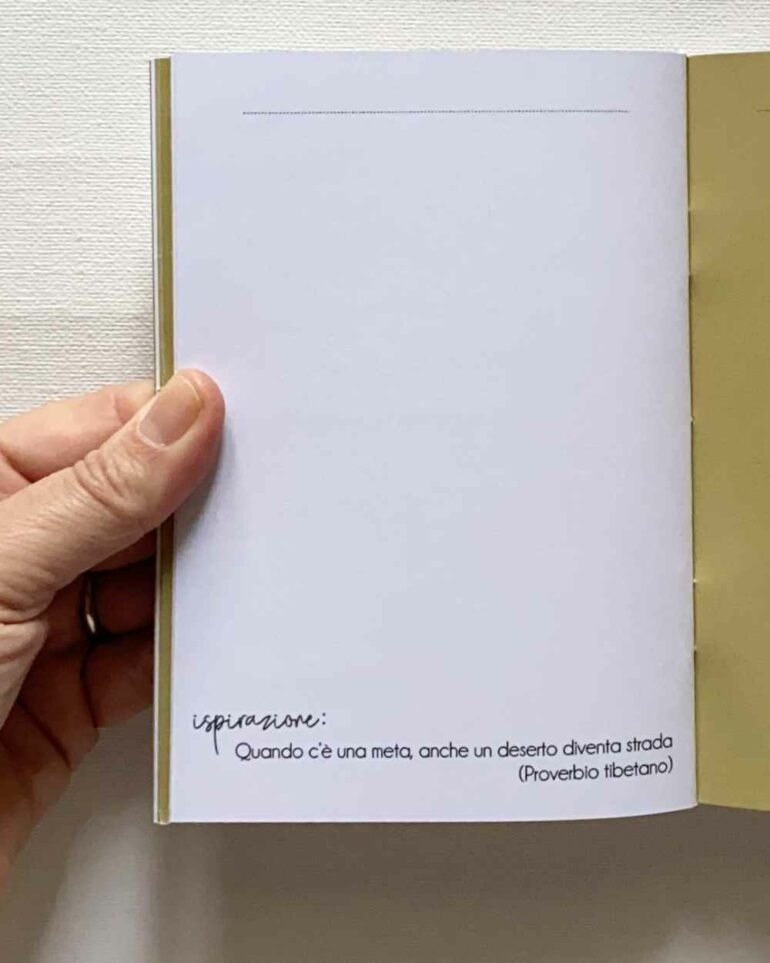 ispirazione:
Quando c'è una meta, anche un deserto diventa strada
(Proverbio tibetano)